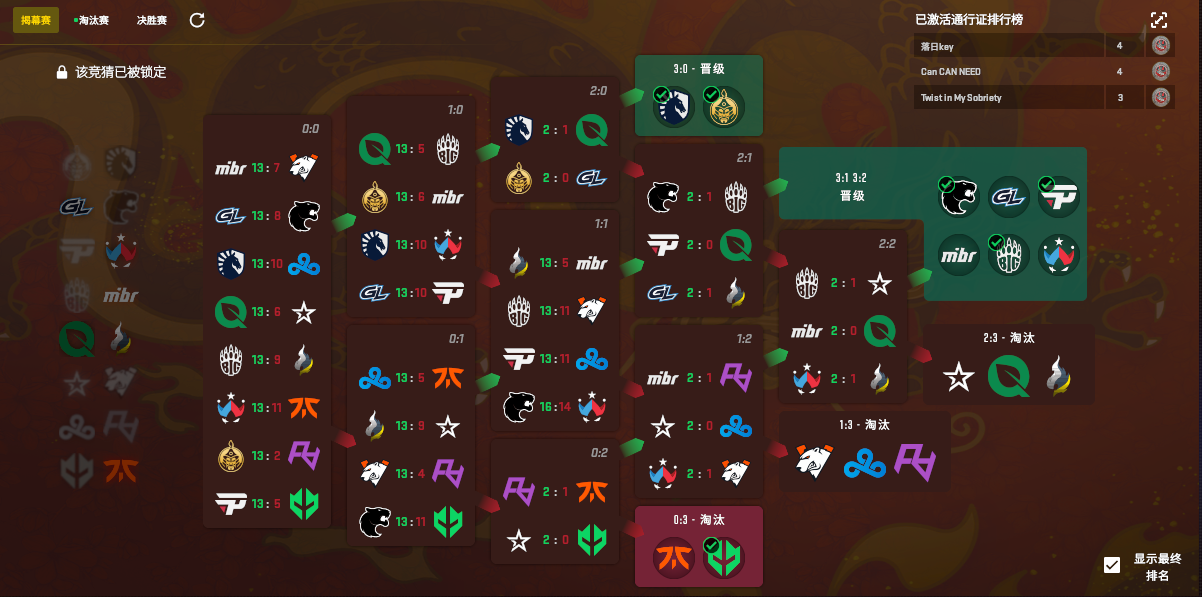 揭幕赛
淘汰赛
决胜赛
已激活通行证排行榜
落日key 4
Can CAN NEED 4
Twist in My Sobriety 3
该竞猜已被锁定
mibr
GL
0:0
mibr 13:7
GL 13:8
13:10
13:6
13:9
13:11
13:2
13:5
1:0
13:5
13:6 mibr
13:10
GL 13:10
0:1
13:5
13:9
13:4
13:11
2:0
2:1
2:0 GL
1:1
13:5 mibr
13:11
13:11
16:14
0:2
2:1
2:0
3:0 - 晋级
2:1
2:1
2:0
GL 2:1
1:2
mibr 2:1
2:0
2:1
0:3 - 淘汰
3:1 3:2
晋级
GL
mibr
2:2
2:1
mibr 2:0
2:1
2:3 - 淘汰
1:3 - 淘汰
显示最终
排名